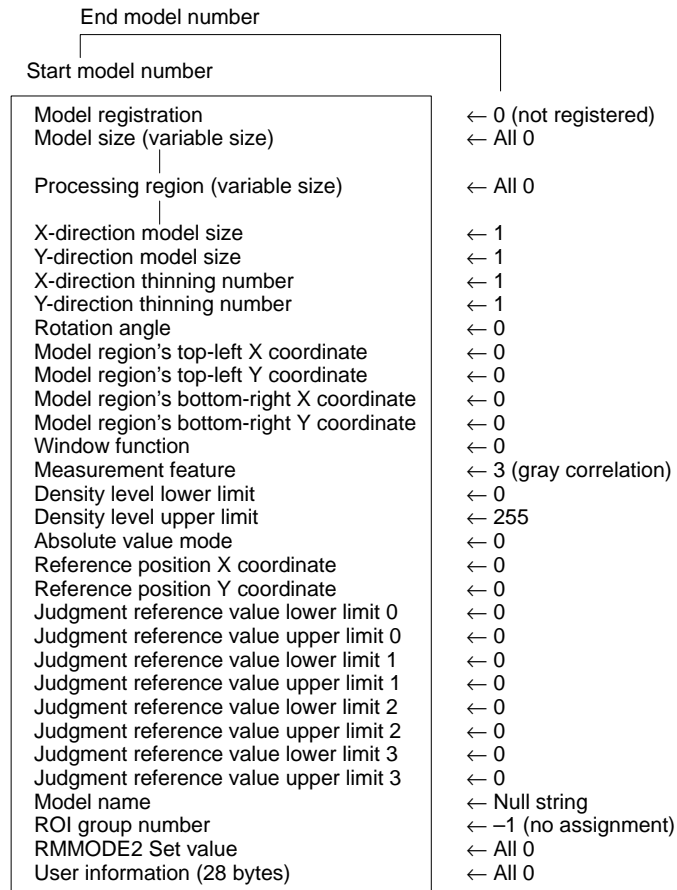 End model number
Start model number
Model registration ← 0 (not registered)
Model size (variable size) ← All 0
Processing region (variable size) ← All 0
X-direction model size ← 1
Y-direction model size ← 1
X-direction thinning number ← 1
Y-direction thinning number ← 1
Rotation angle ← 0
Model region's top-left X coordinate ← 0
Model region's top-left Y coordinate ← 0
Model region's bottom-right X coordinate ← 0
Model region's bottom-right Y coordinate ← 0
Window function ← 0
Measurement feature ← 3 (gray correlation)
Density level lower limit ← 0
Density level upper limit ← 255
Absolute value mode ← 0
Reference position X coordinate ← 0
Reference position Y coordinate ← 0
Judgment reference value lower limit 0 ← 0
Judgment reference value upper limit 0 ← 0
Judgment reference value lower limit 1 ← 0
Judgment reference value upper limit 1 ← 0
Judgment reference value lower limit 2 ← 0
Judgment reference value upper limit 2 ← 0
Judgment reference value lower limit 3 ← 0
Judgment reference value upper limit 3 ← 0
Model name ← Null string
ROI group number ← –1 (no assignment)
RMMODE2 Set value ← All 0
User information (28 bytes) ← All 0